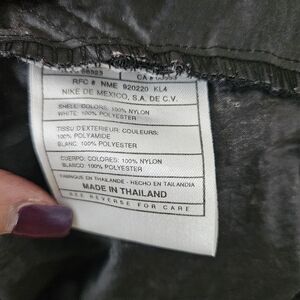 RFC # NME 920220 KL4
NIKE DE MEXICO, S.A. DE C.V.
SHELL: COLORS: 100% NYLON
WHITE: 100% POLYESTER
TISSU D'EXTERIEUR: COULEURS:
100% POLYAMIDE
BLANC: 100% POLYESTER
CUERPO: COLORES: 100% NYLON
BLANCO: 100% POLYESTER
FABRIQUE EN THAILANDE - HECHO EN TAILANDIA
MADE IN THAILAND
SEE REVERSE FOR CARE